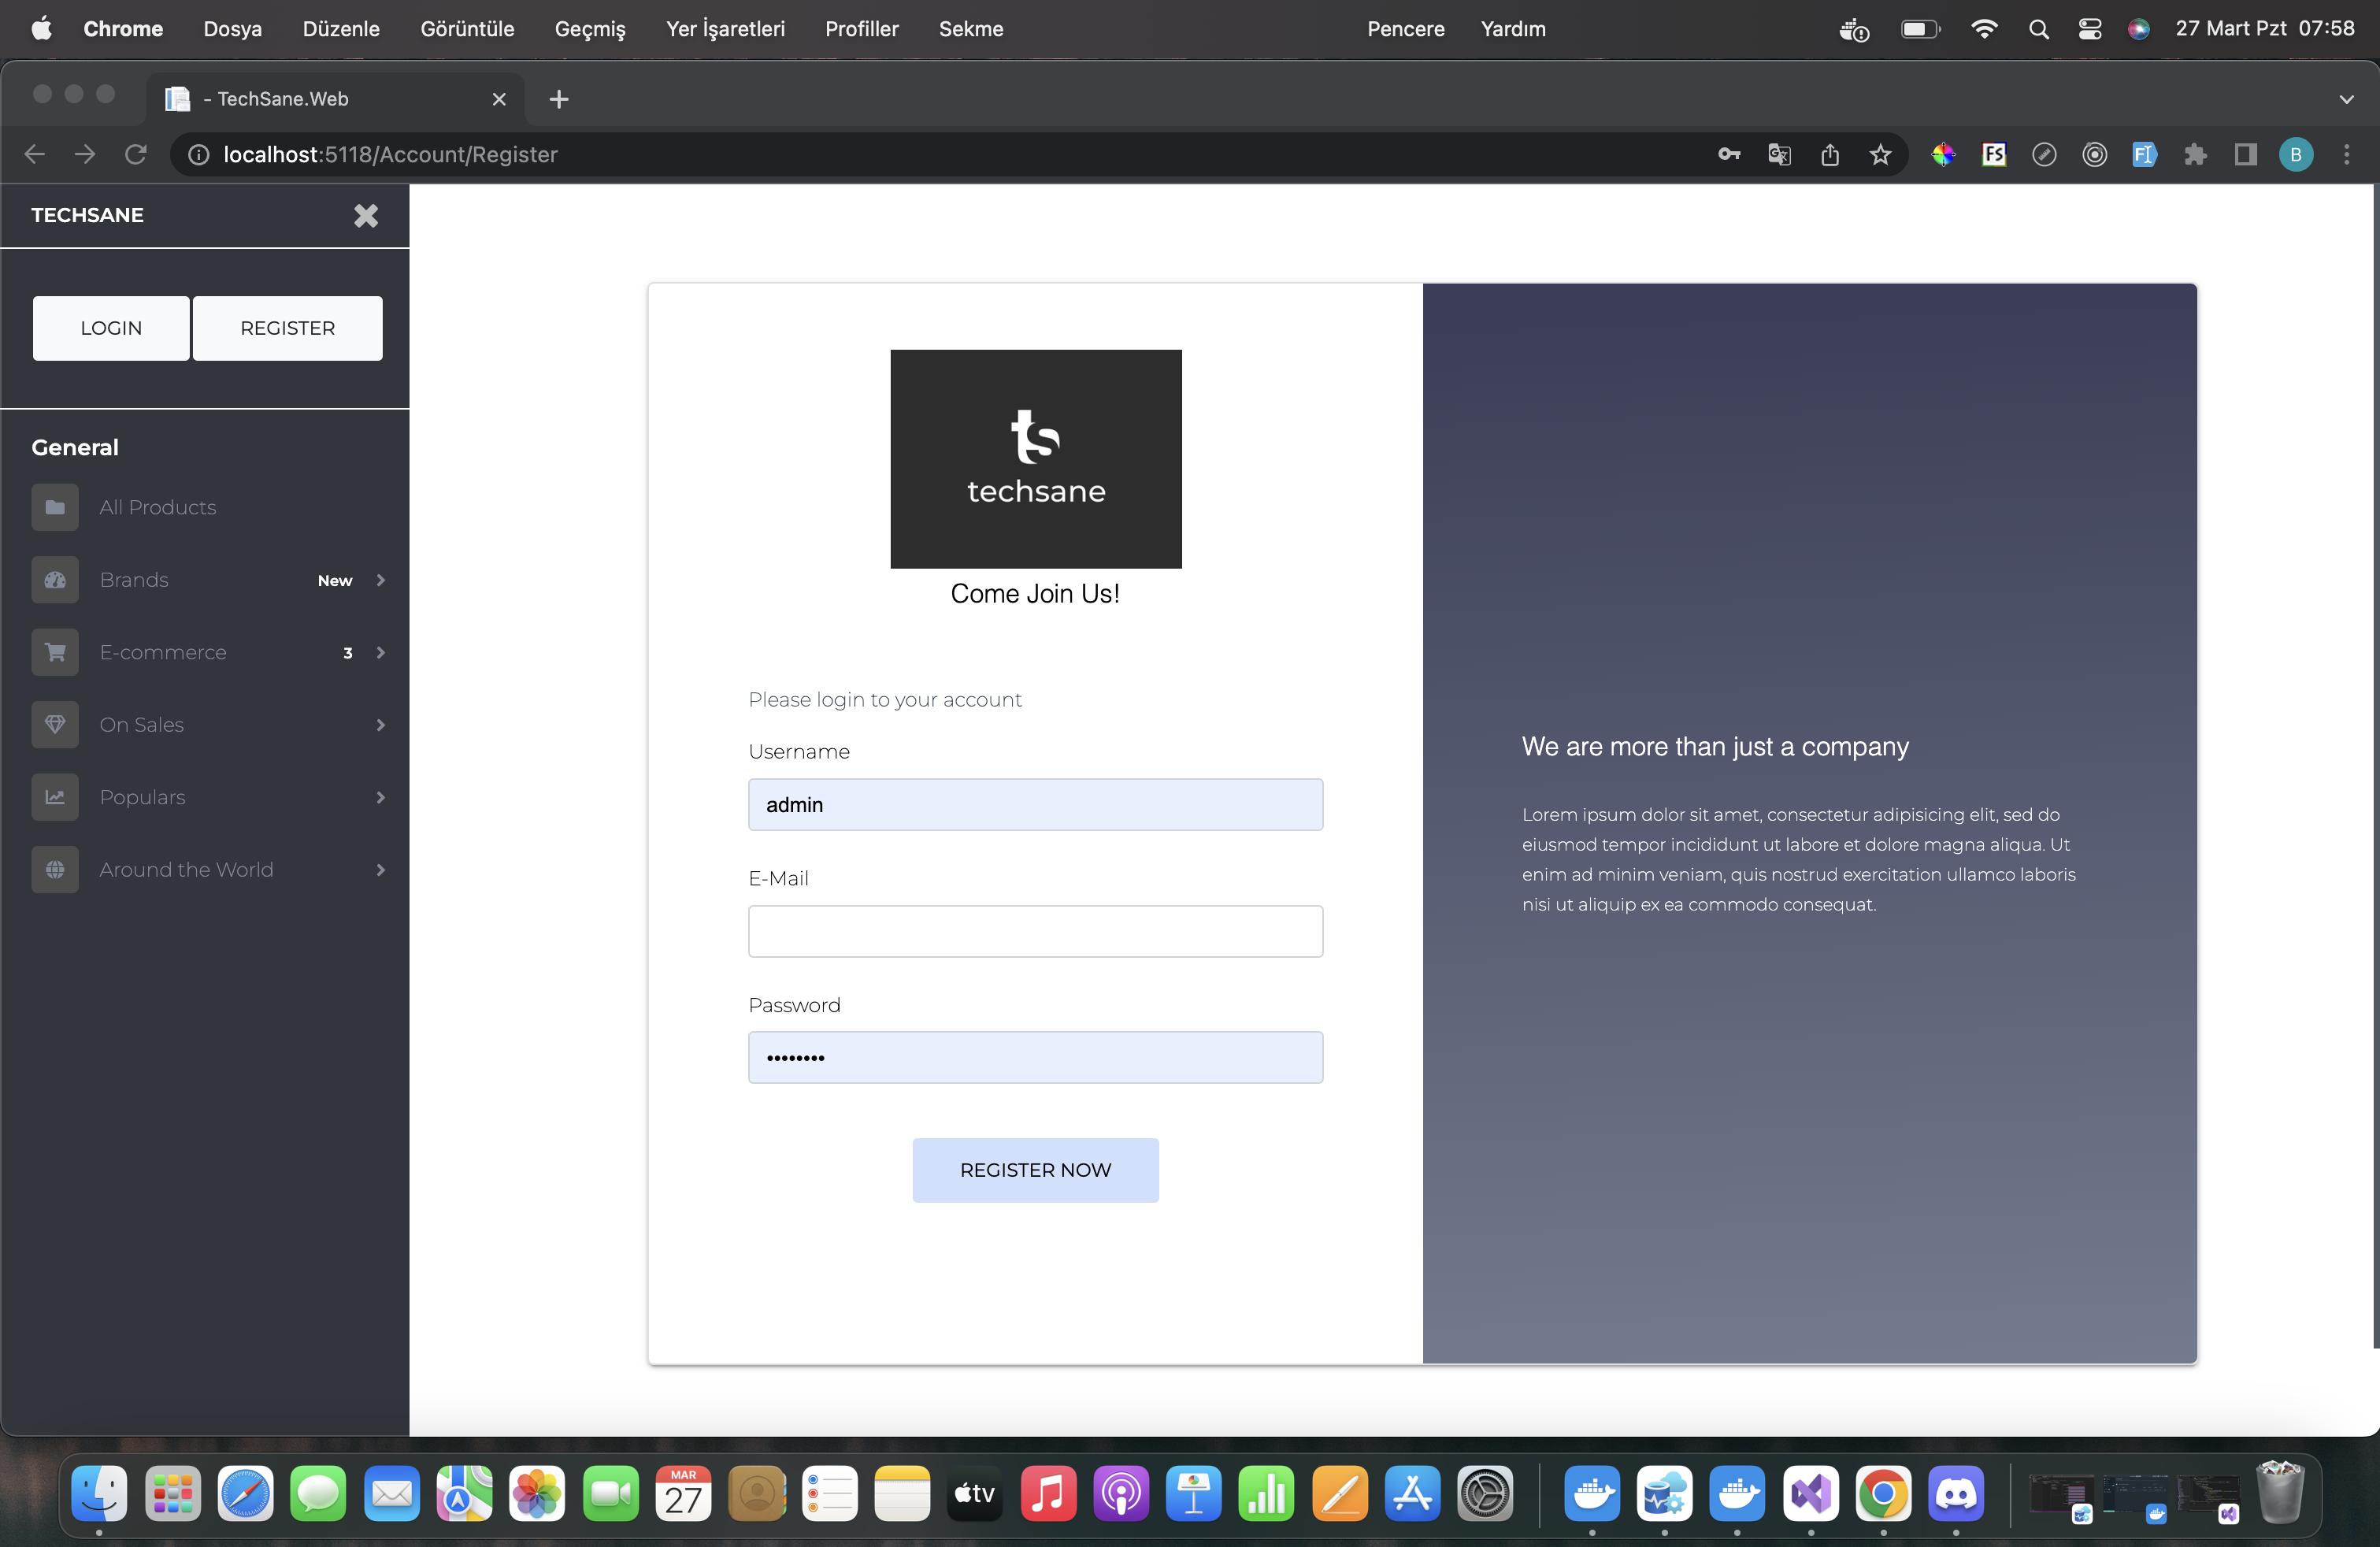 Chrome Dosya Düzenle Görüntüle Geçmiş Yer İşaretleri Profiller Sekme Pencere Yardım 27 Mart Pzt 07:58
- TechSane.Web
localhost:5118/Account/Register
FS
B
TECHSANE
LOGIN
REGISTER
General
All Products
Brands New
E-commerce 3
On Sales
Populars
Around the World
ts
techsane
Come Join Us!
Please login to your account
Username
admin
E-Mail
Password
REGISTER NOW
We are more than just a company
Lorem ipsum dolor sit amet, consectetur adipisicing elit, sed do
eiusmod tempor incididunt ut labore et dolore magna aliqua. Ut
enim ad minim veniam, quis nostrud exercitation ullamco laboris
nisi ut aliquip ex ea commodo consequat.
MAR
27
tv